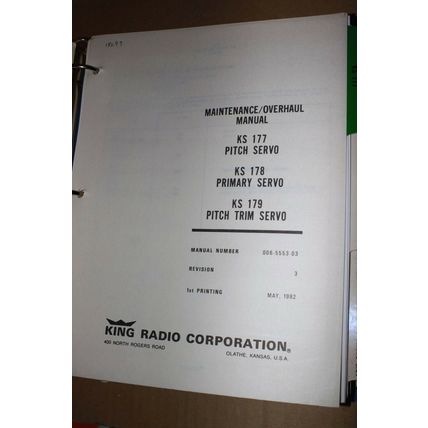 MAINTENANCE/OVERHAUL
MANUAL
KS 177
PITCH SERVO
KS 178
PRIMARY SERVO
KS 179
PITCH TRIM SERVO
MANUAL NUMBER 006-5553-03
REVISION 3
1st PRINTING MAY, 1982
KING RADIO CORPORATION®
400 NORTH ROGERS ROAD
OLATHE, KANSAS, U.S.A.